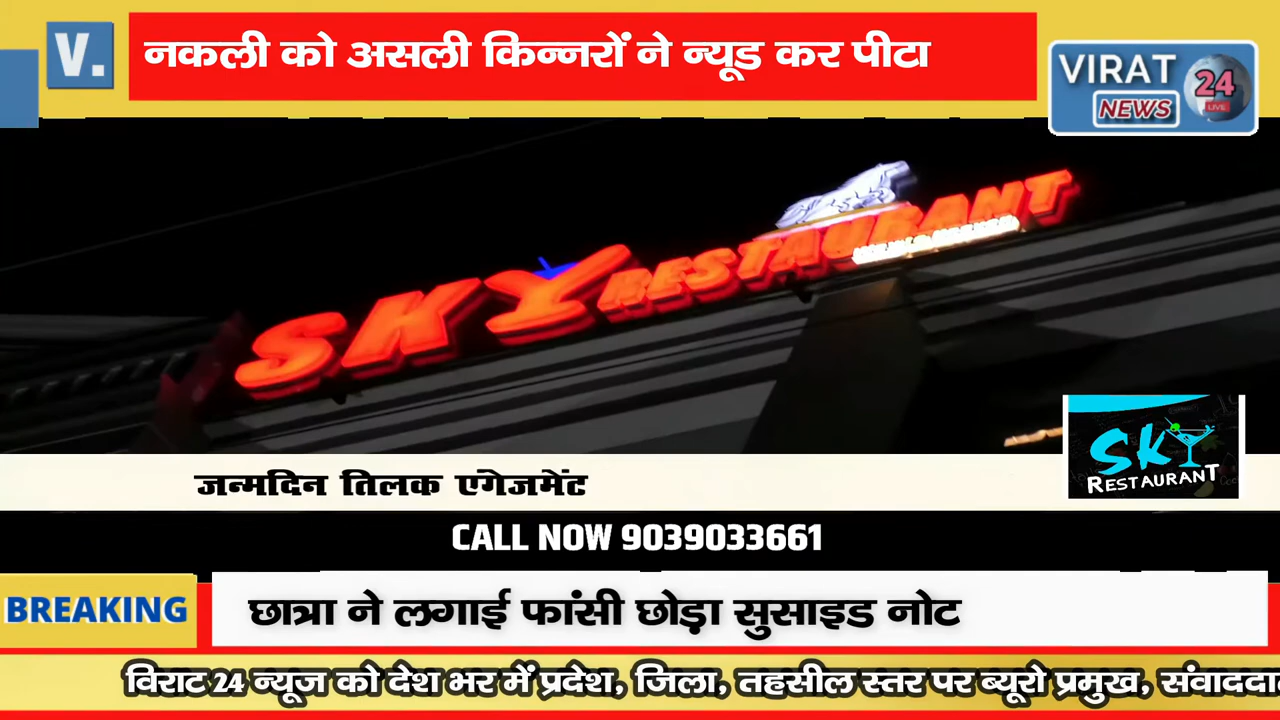 V.
नकली को असली किन्नरों ने न्यूड कर पीटा
VIRAT
24
NEWS
LIVE
SKY RESTAURANT
SKY
RESTAURANT
जन्मदिन तिलक एंगेजमेंट
CALL NOW 9039033661
BREAKING
छात्रा ने लगाई फांसी छोड़ा सुसाइड नोट
विराट 24 न्यूज को देश भर में प्रदेश, जिला, तहसील स्तर पर ब्यूरो प्रमुख,